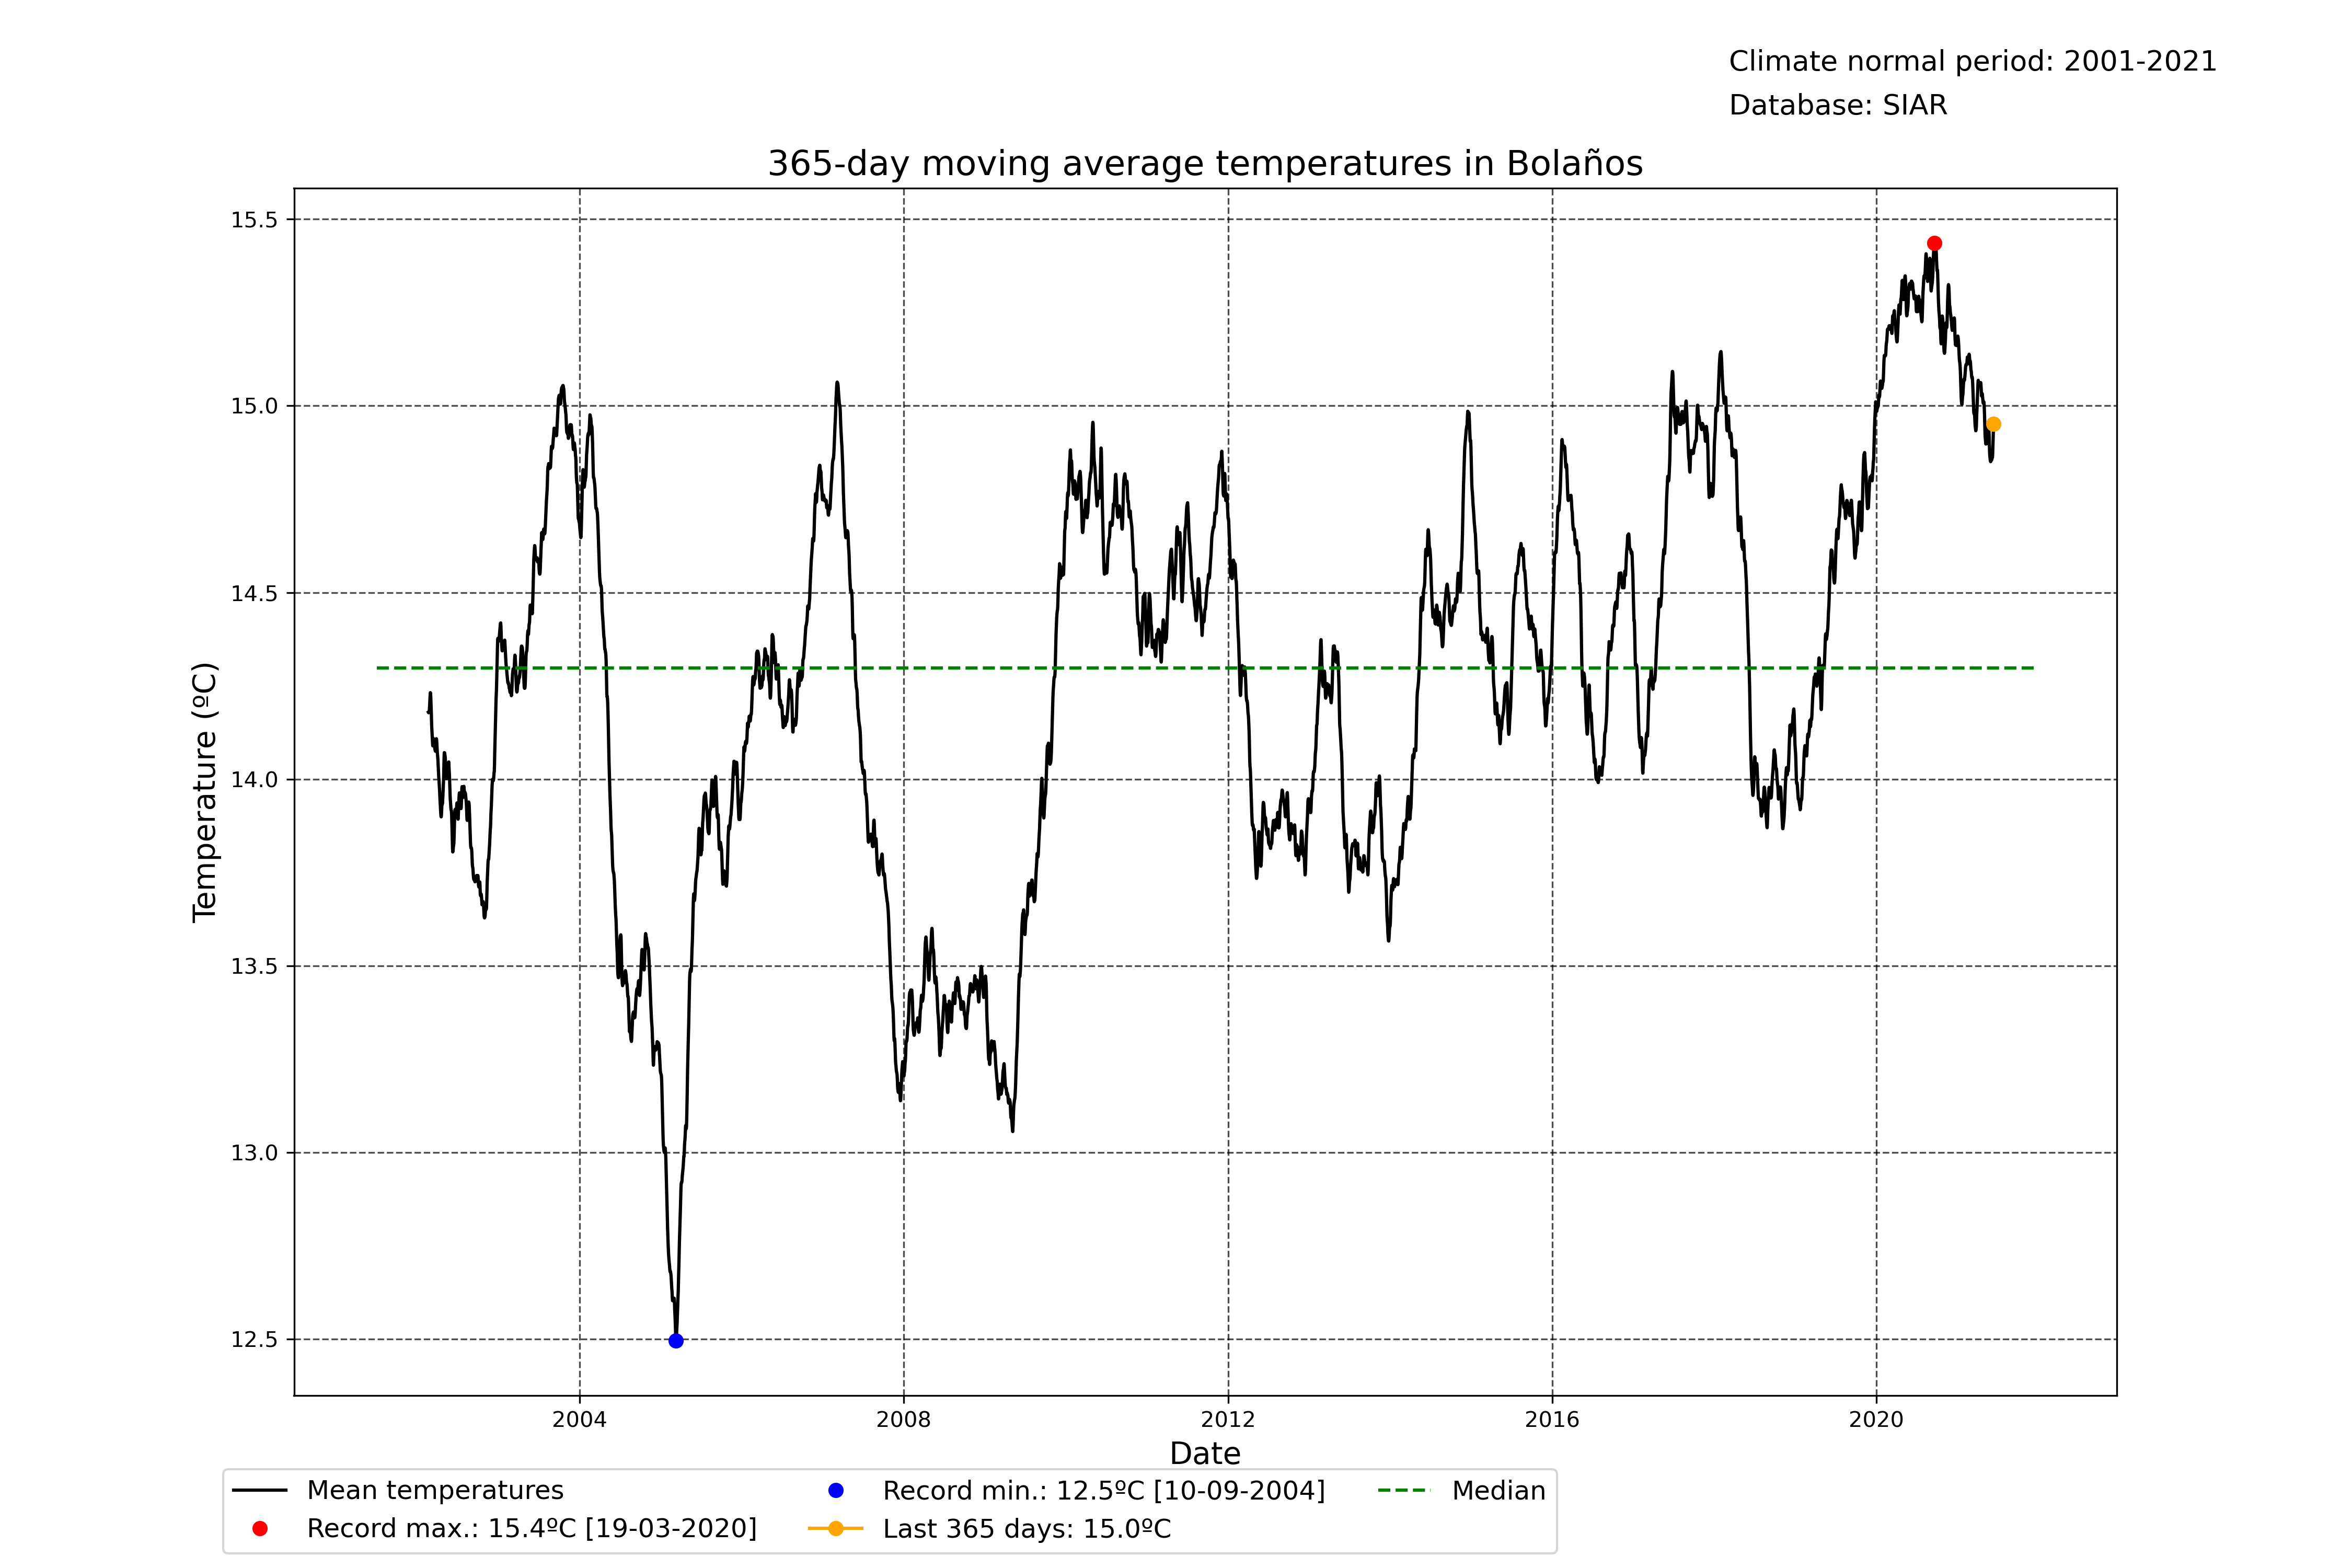 Climate normal period: 2001-2021
Database: SIAR
365-day moving average temperatures in Bolaños
15.5
15.0
14.5
14.0
13.5
13.0
12.5
Temperature (ºC)
2004 2008 2012 2016 2020
Date
Mean temperatures
Record max.: 15.4ºC [19-03-2020]
Record min.: 12.5ºC [10-09-2004]
Last 365 days: 15.0ºC
Median